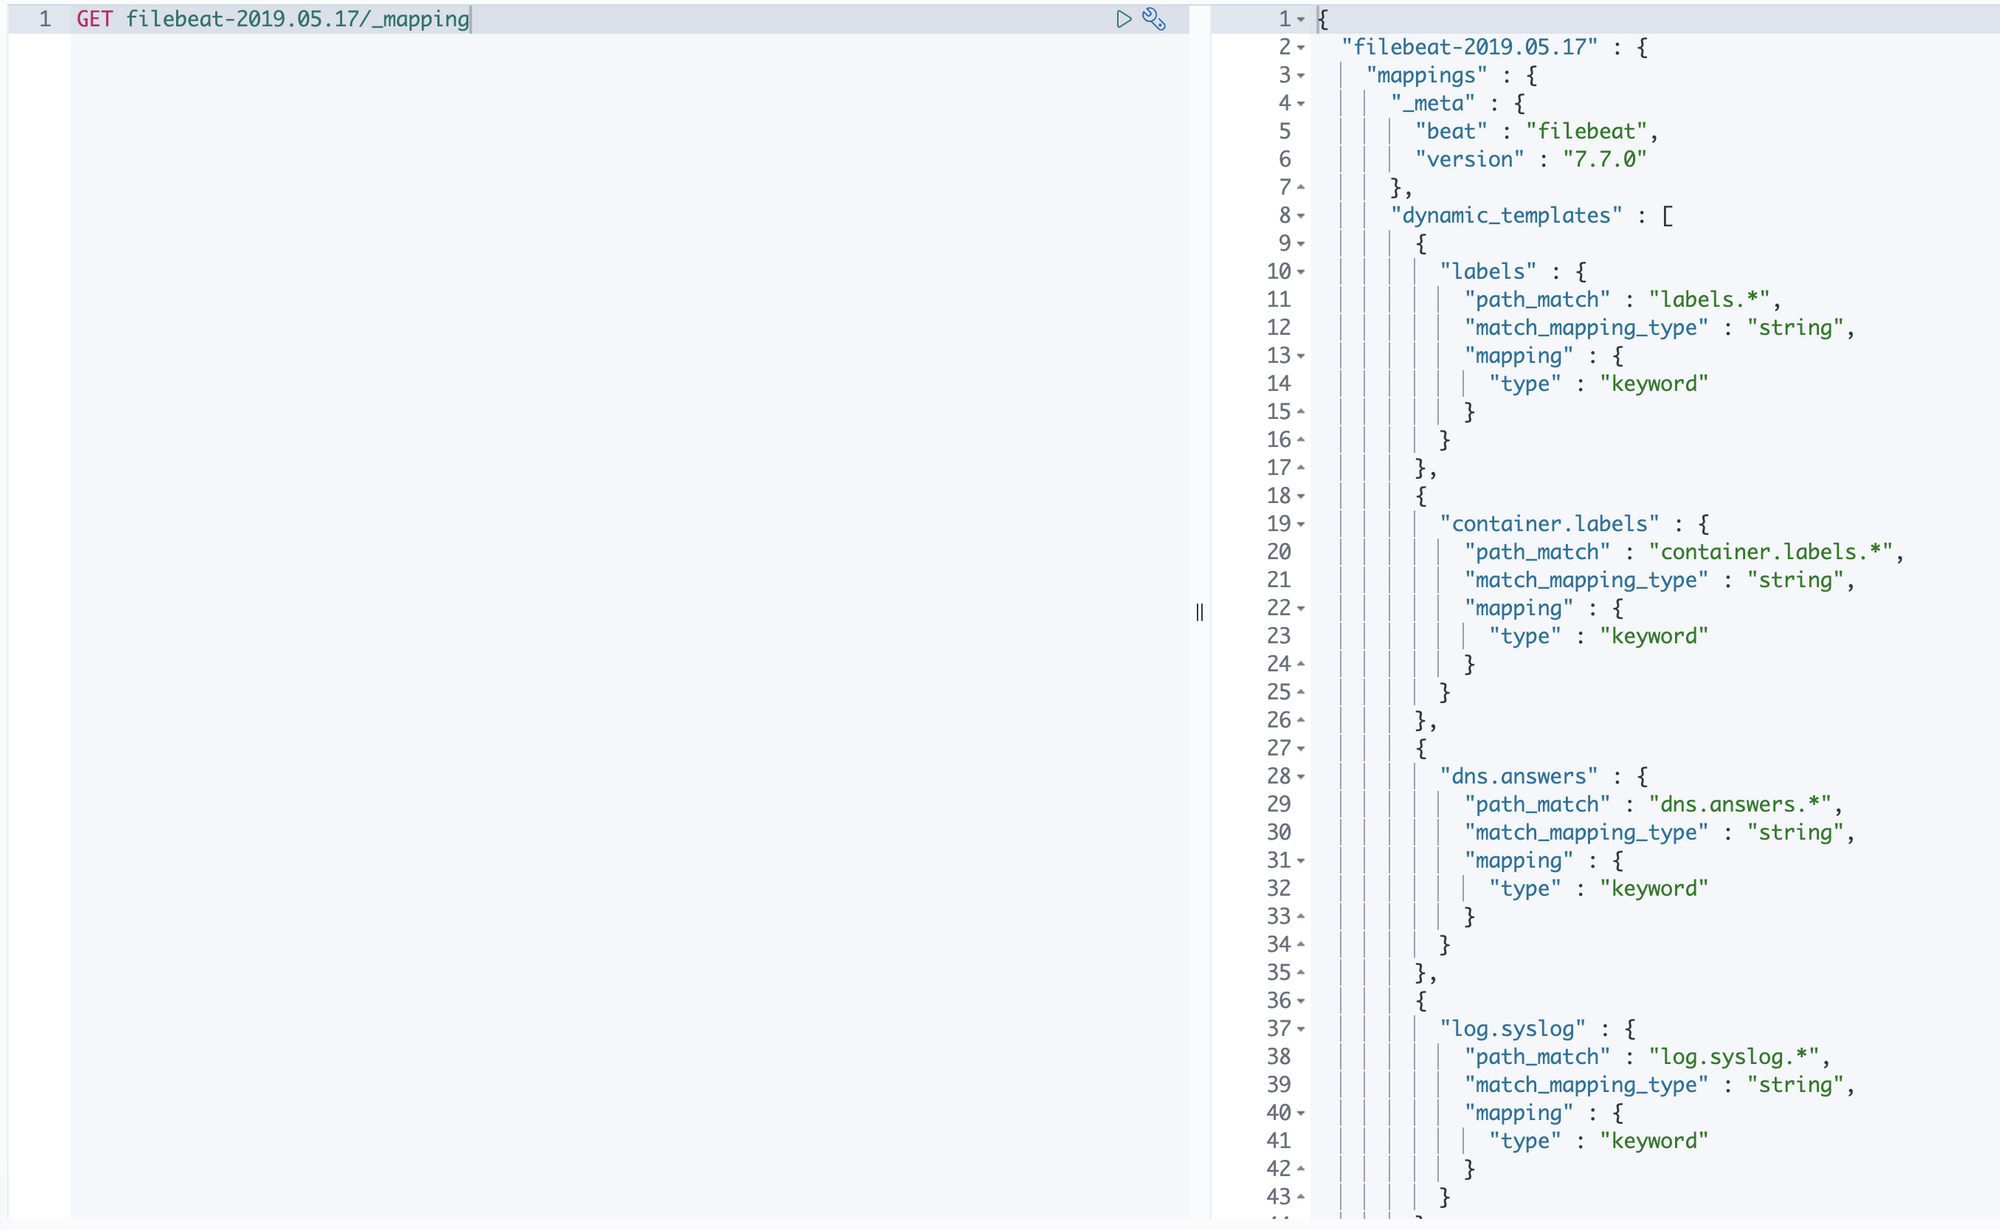 1 GET filebeat-2019.05.17/_mapping
1 {
2 "filebeat-2019.05.17" : {
3 "mappings" : {
4 "_meta" : {
5 "beat" : "filebeat",
6 "version" : "7.7.0"
7 },
8 "dynamic_templates" : [
9 {
10 "labels" : {
11 "path_match" : "labels.*",
12 "match_mapping_type" : "string",
13 "mapping" : {
14 "type" : "keyword"
15 }
16 }
17 },
18 {
19 "container.labels" : {
20 "path_match" : "container.labels.*",
21 "match_mapping_type" : "string",
22 "mapping" : {
23 "type" : "keyword"
24 }
25 }
26 },
27 {
28 "dns.answers" : {
29 "path_match" : "dns.answers.*",
30 "match_mapping_type" : "string",
31 "mapping" : {
32 "type" : "keyword"
33 }
34 }
35 },
36 {
37 "log.syslog" : {
38 "path_match" : "log.syslog.*",
39 "match_mapping_type" : "string",
40 "mapping" : {
41 "type" : "keyword"
42 }
43 }